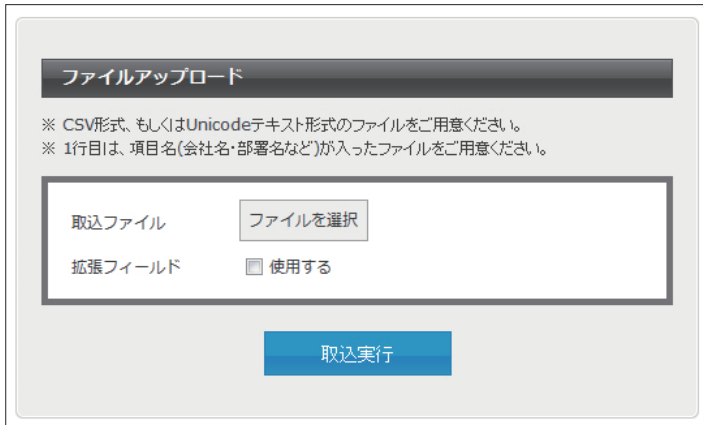 ファイルアップロード
※ CSV形式、もしくはUnicodeテキスト形式のファイルをご用意ください。
※ 1行目は、項目名(会社名・部署名など)が入ったファイルをご用意ください。
取込ファイル ファイルを選択
拡張フィールド 使用する
取込実行